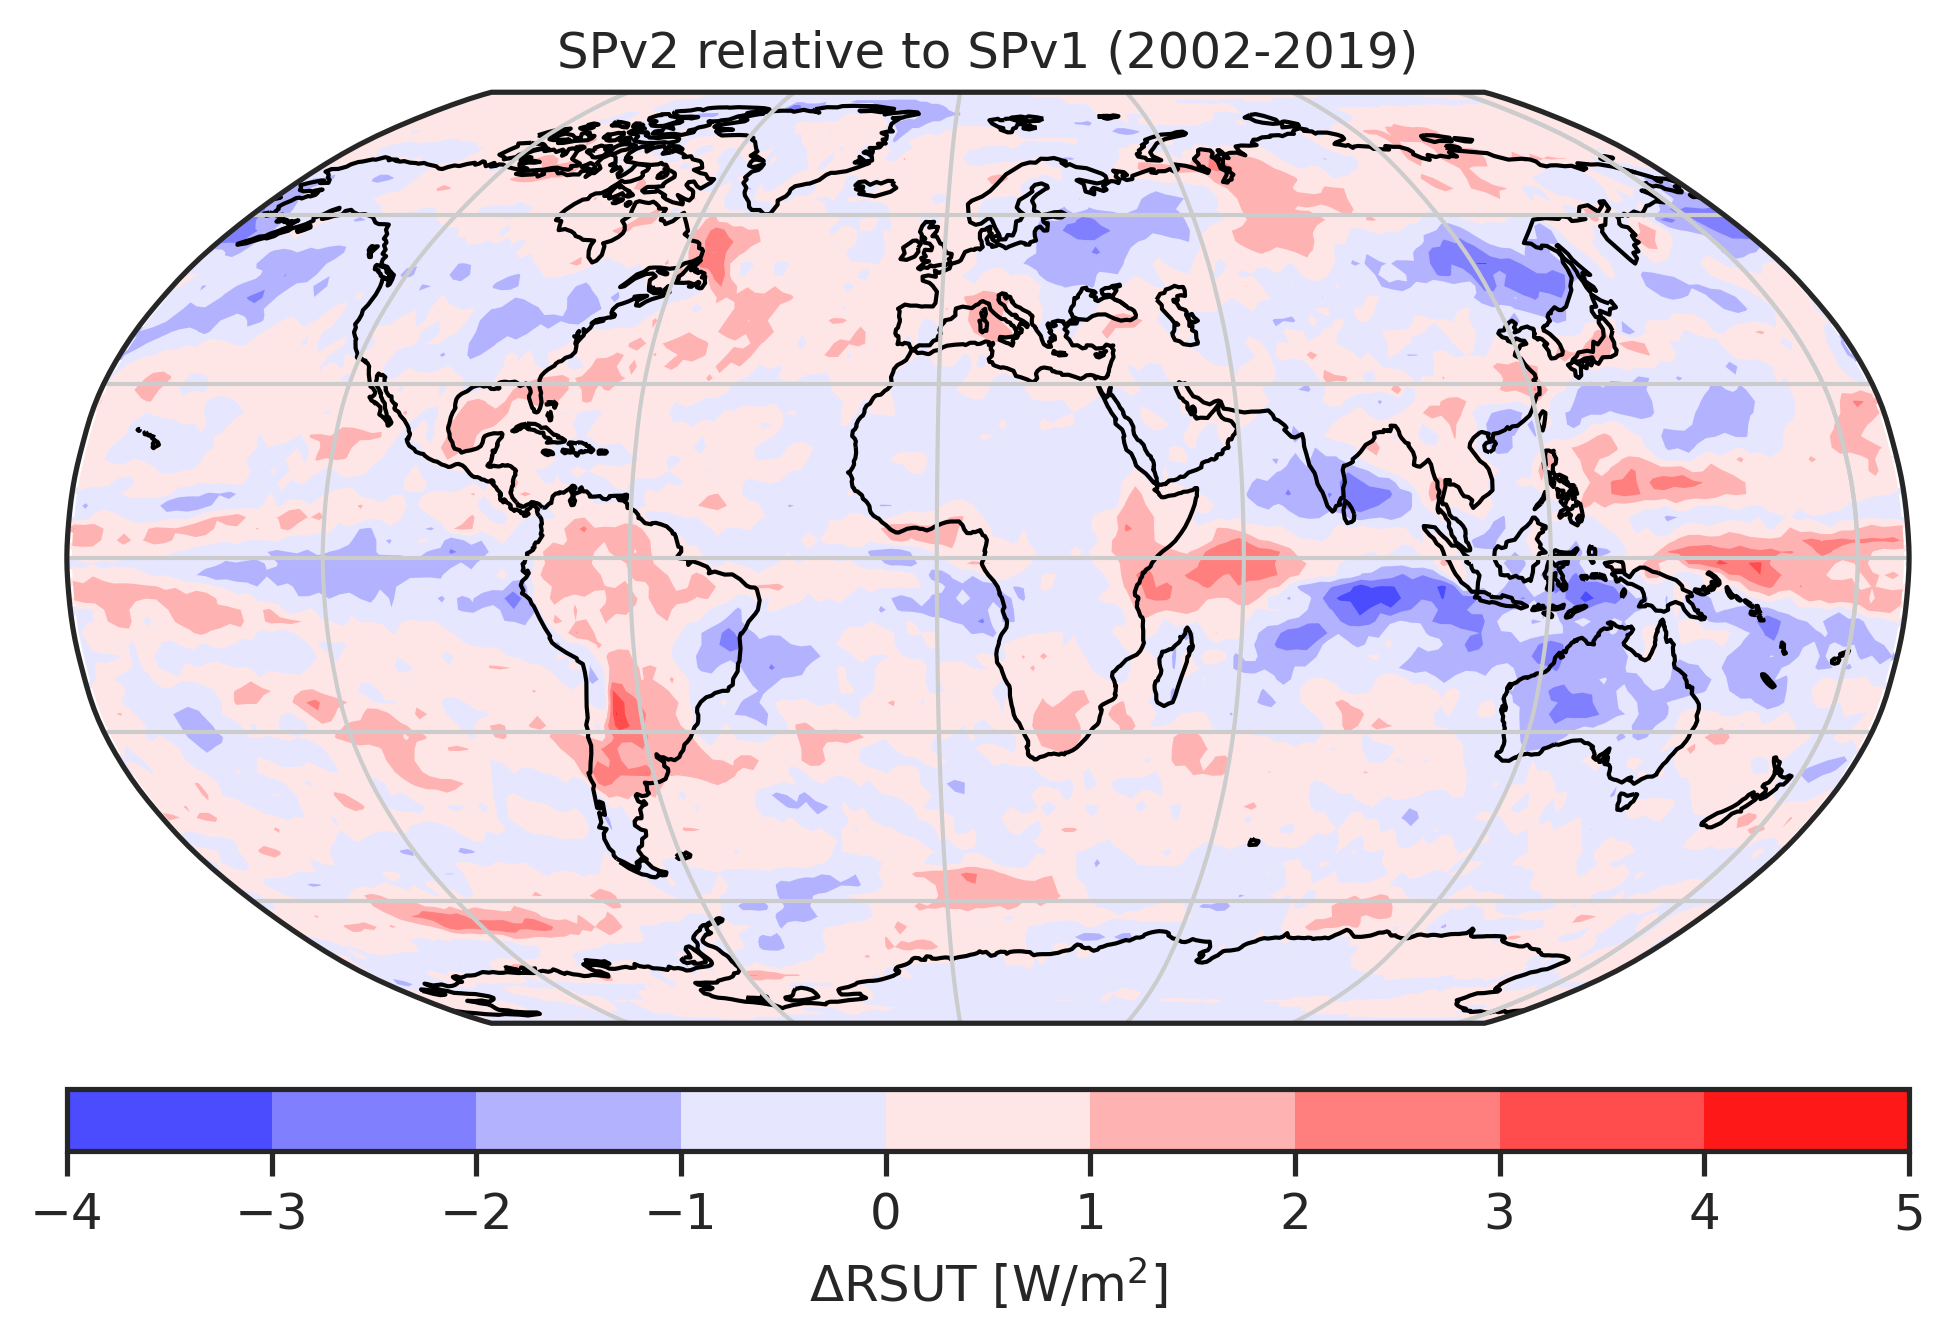 SPv2 relative to SPv1 (2002-2019)
−4 −3 −2 −1 0 1 2 3 4 5
ΔRSUT [W/m²]